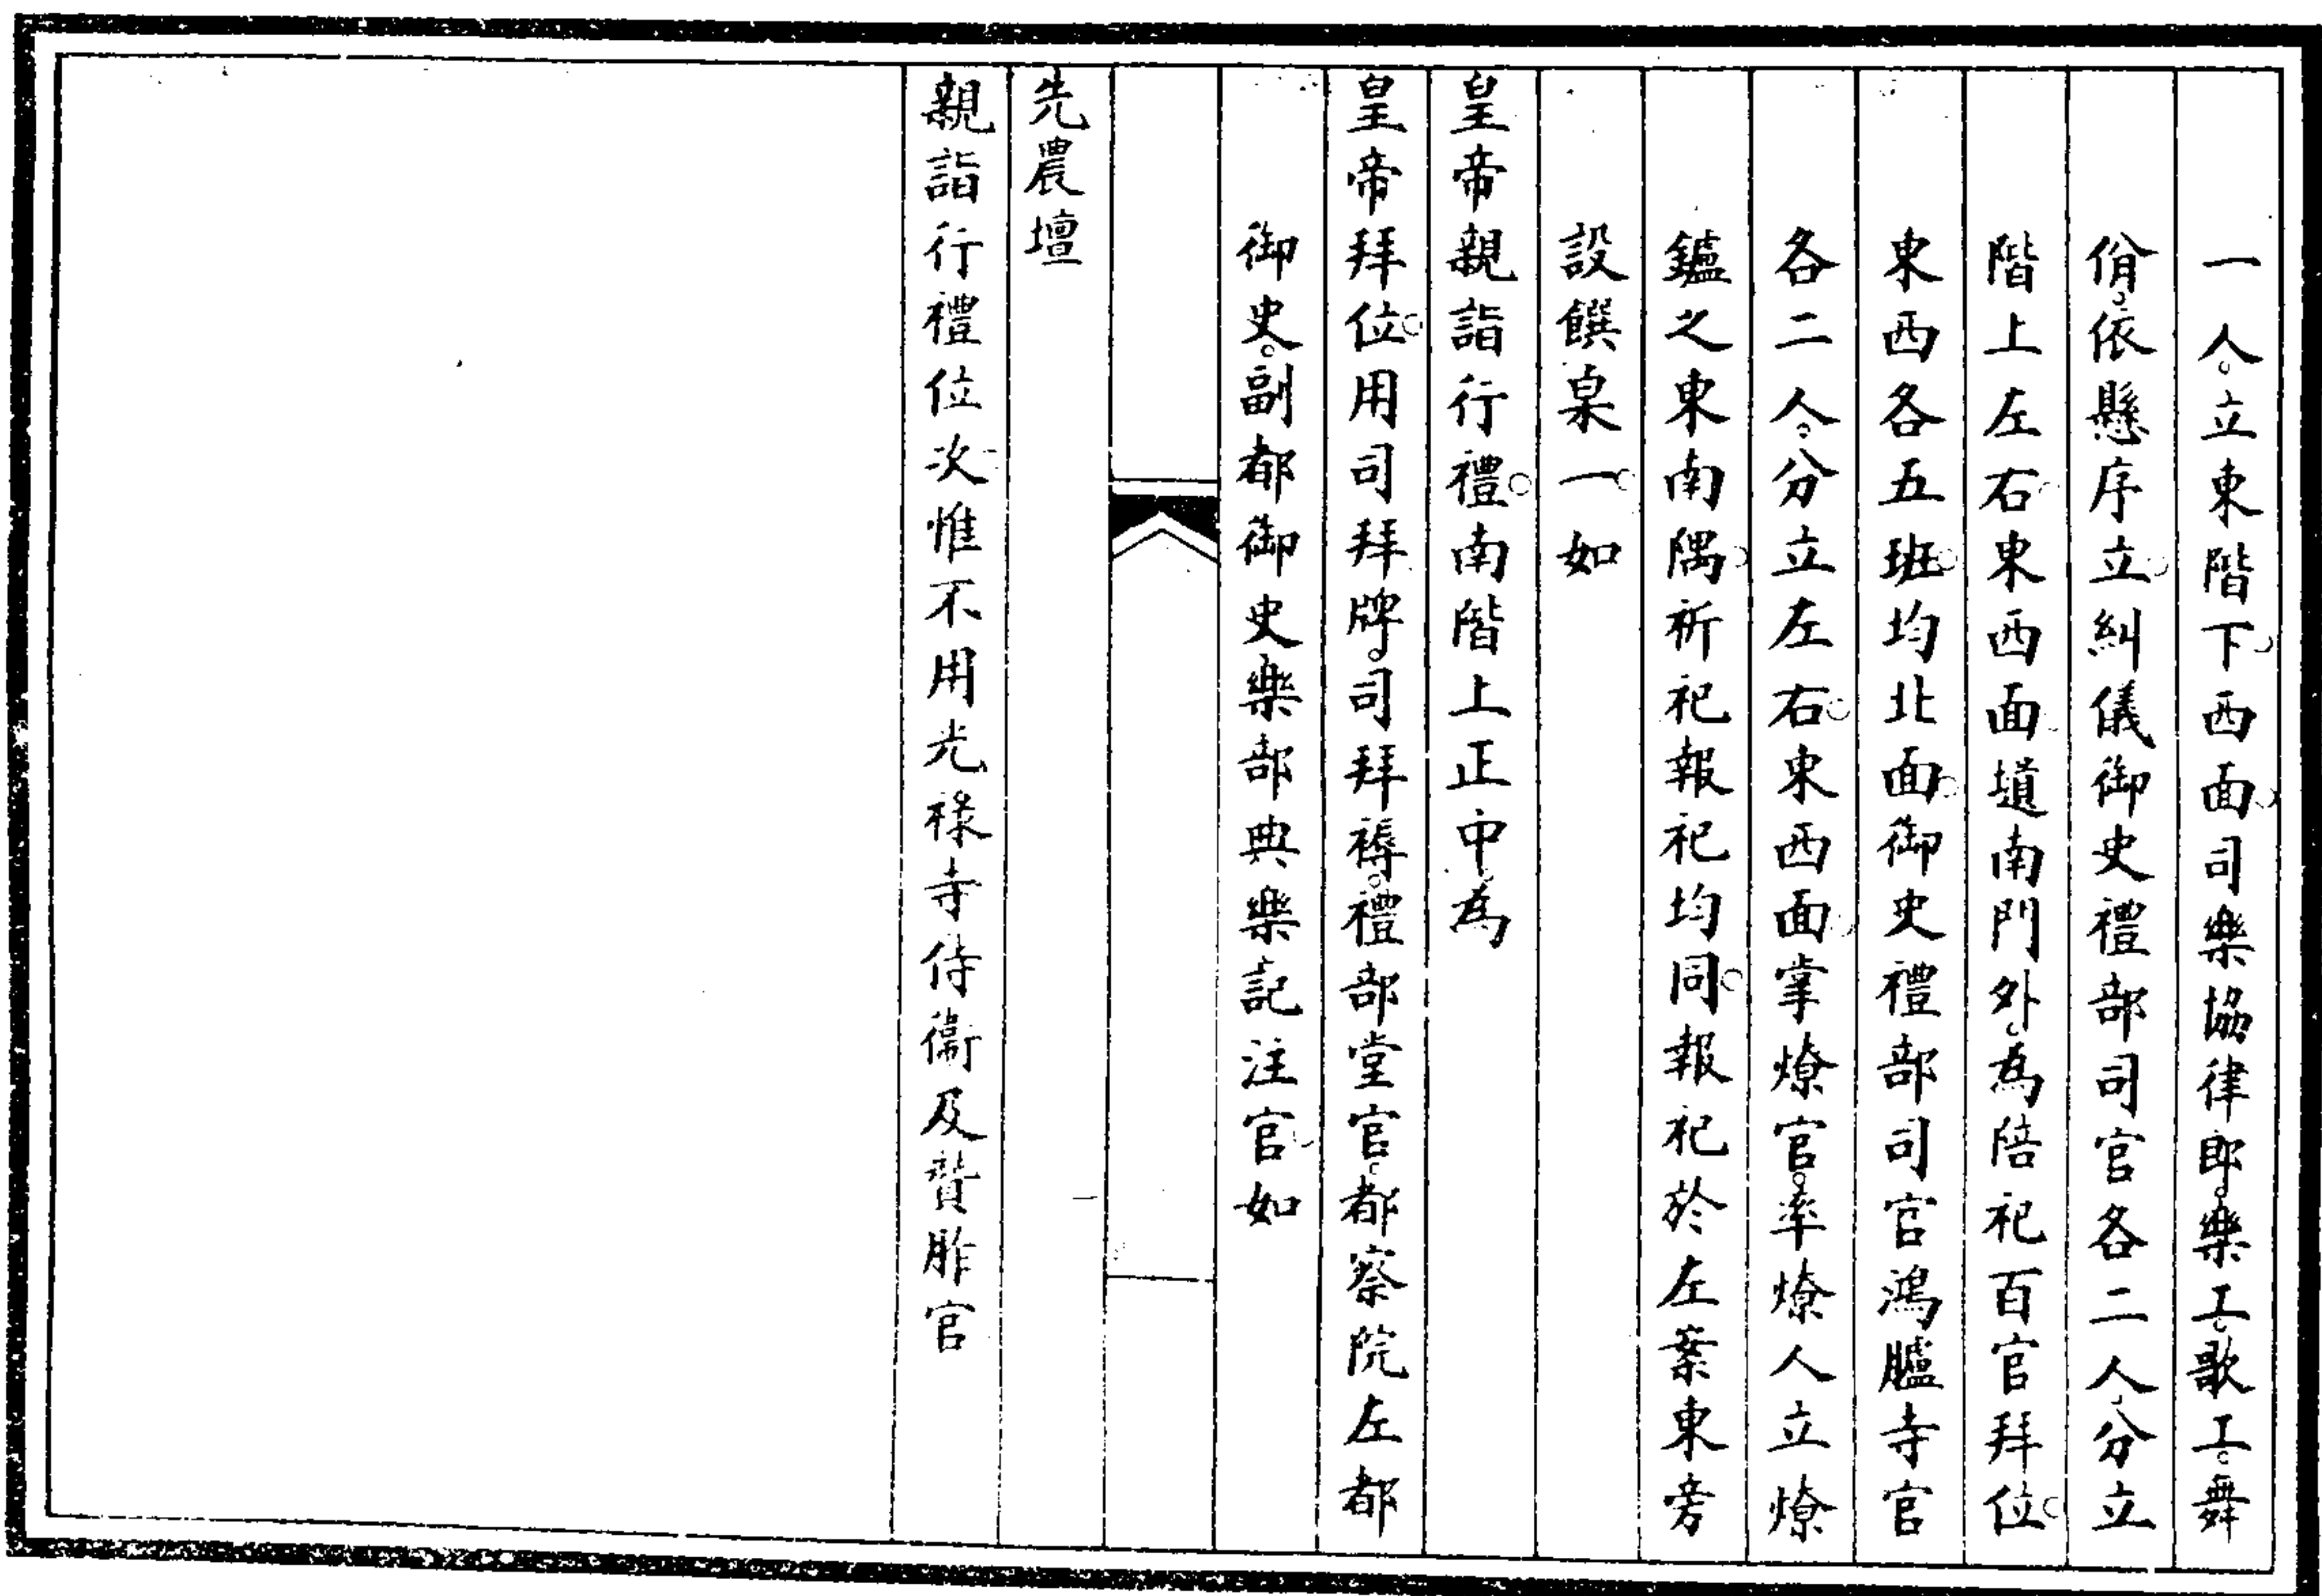 一人。立東階下。西面。司樂協律郎。樂工。歌工。舞
佾。依懸序立。糾儀御史禮部司官各二人。分立
階上左右。東西面。壝南門外。為陪祀百官拜位。
東西各五班。均北面。御史禮部司官鴻臚寺官
各二人。分立左右。東西面。掌燎官。率燎人立燎
鑪之東南隅。祈祀報祀均同。報祀於左案東旁
設饌桌一。如
皇帝親詣行禮。南階上正中。為
皇帝拜位。用司拜牌。司拜褥。禮部堂官。都察院左都
御史。副都御史樂部典樂記注官。如
先農壇
親詣行禮位次。惟不用光祿寺侍衞及贊胙官